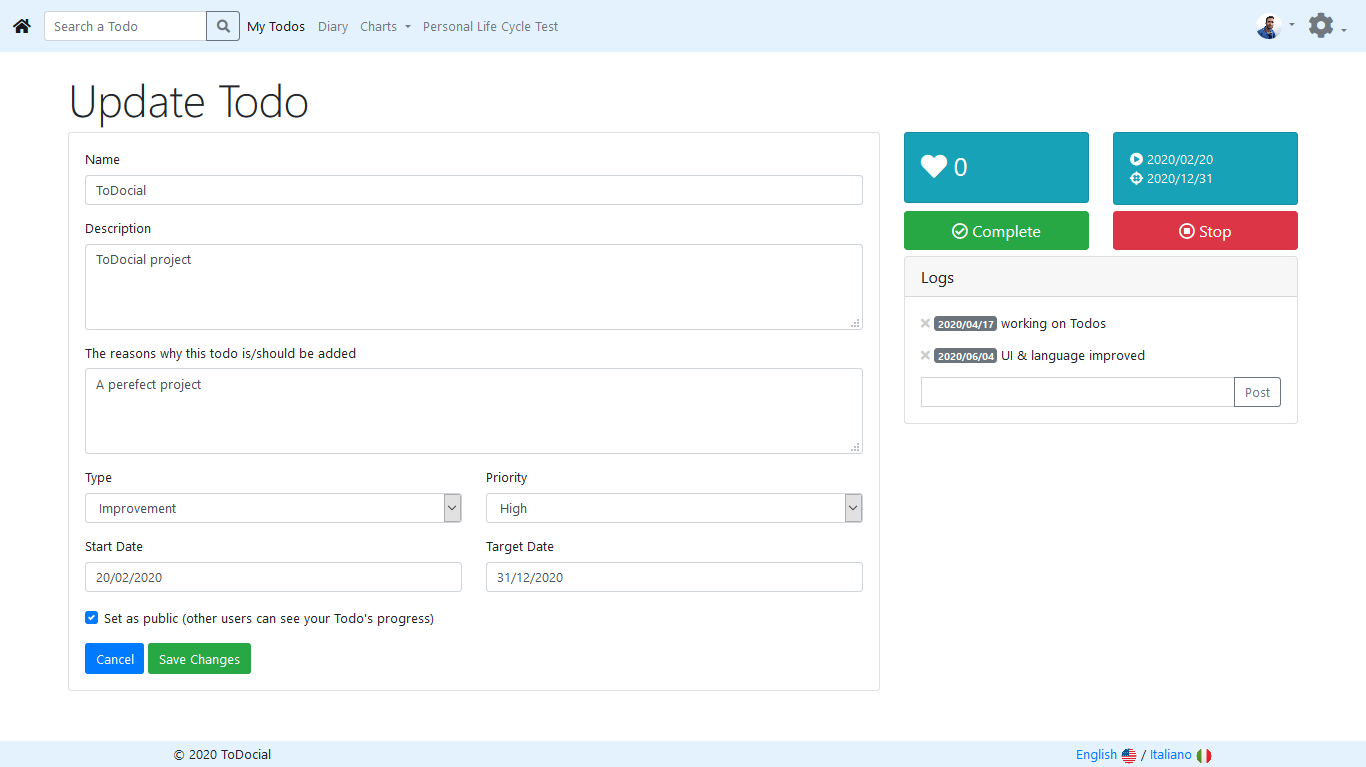 Search a Todo My Todos Diary Charts Personal Life Cycle Test
Update Todo
Name
ToDocial
Description
ToDocial project
The reasons why this todo is/should be added
A perefect project
Type Priority
Improvement High
Start Date Target Date
20/02/2020 31/12/2020
Set as public (other users can see your Todo's progress)
Cancel Save Changes
0
2020/02/20
2020/12/31
Complete Stop
Logs
2020/04/17 working on Todos
2020/06/04 UI & language improved
Post
© 2020 ToDocial English / Italiano